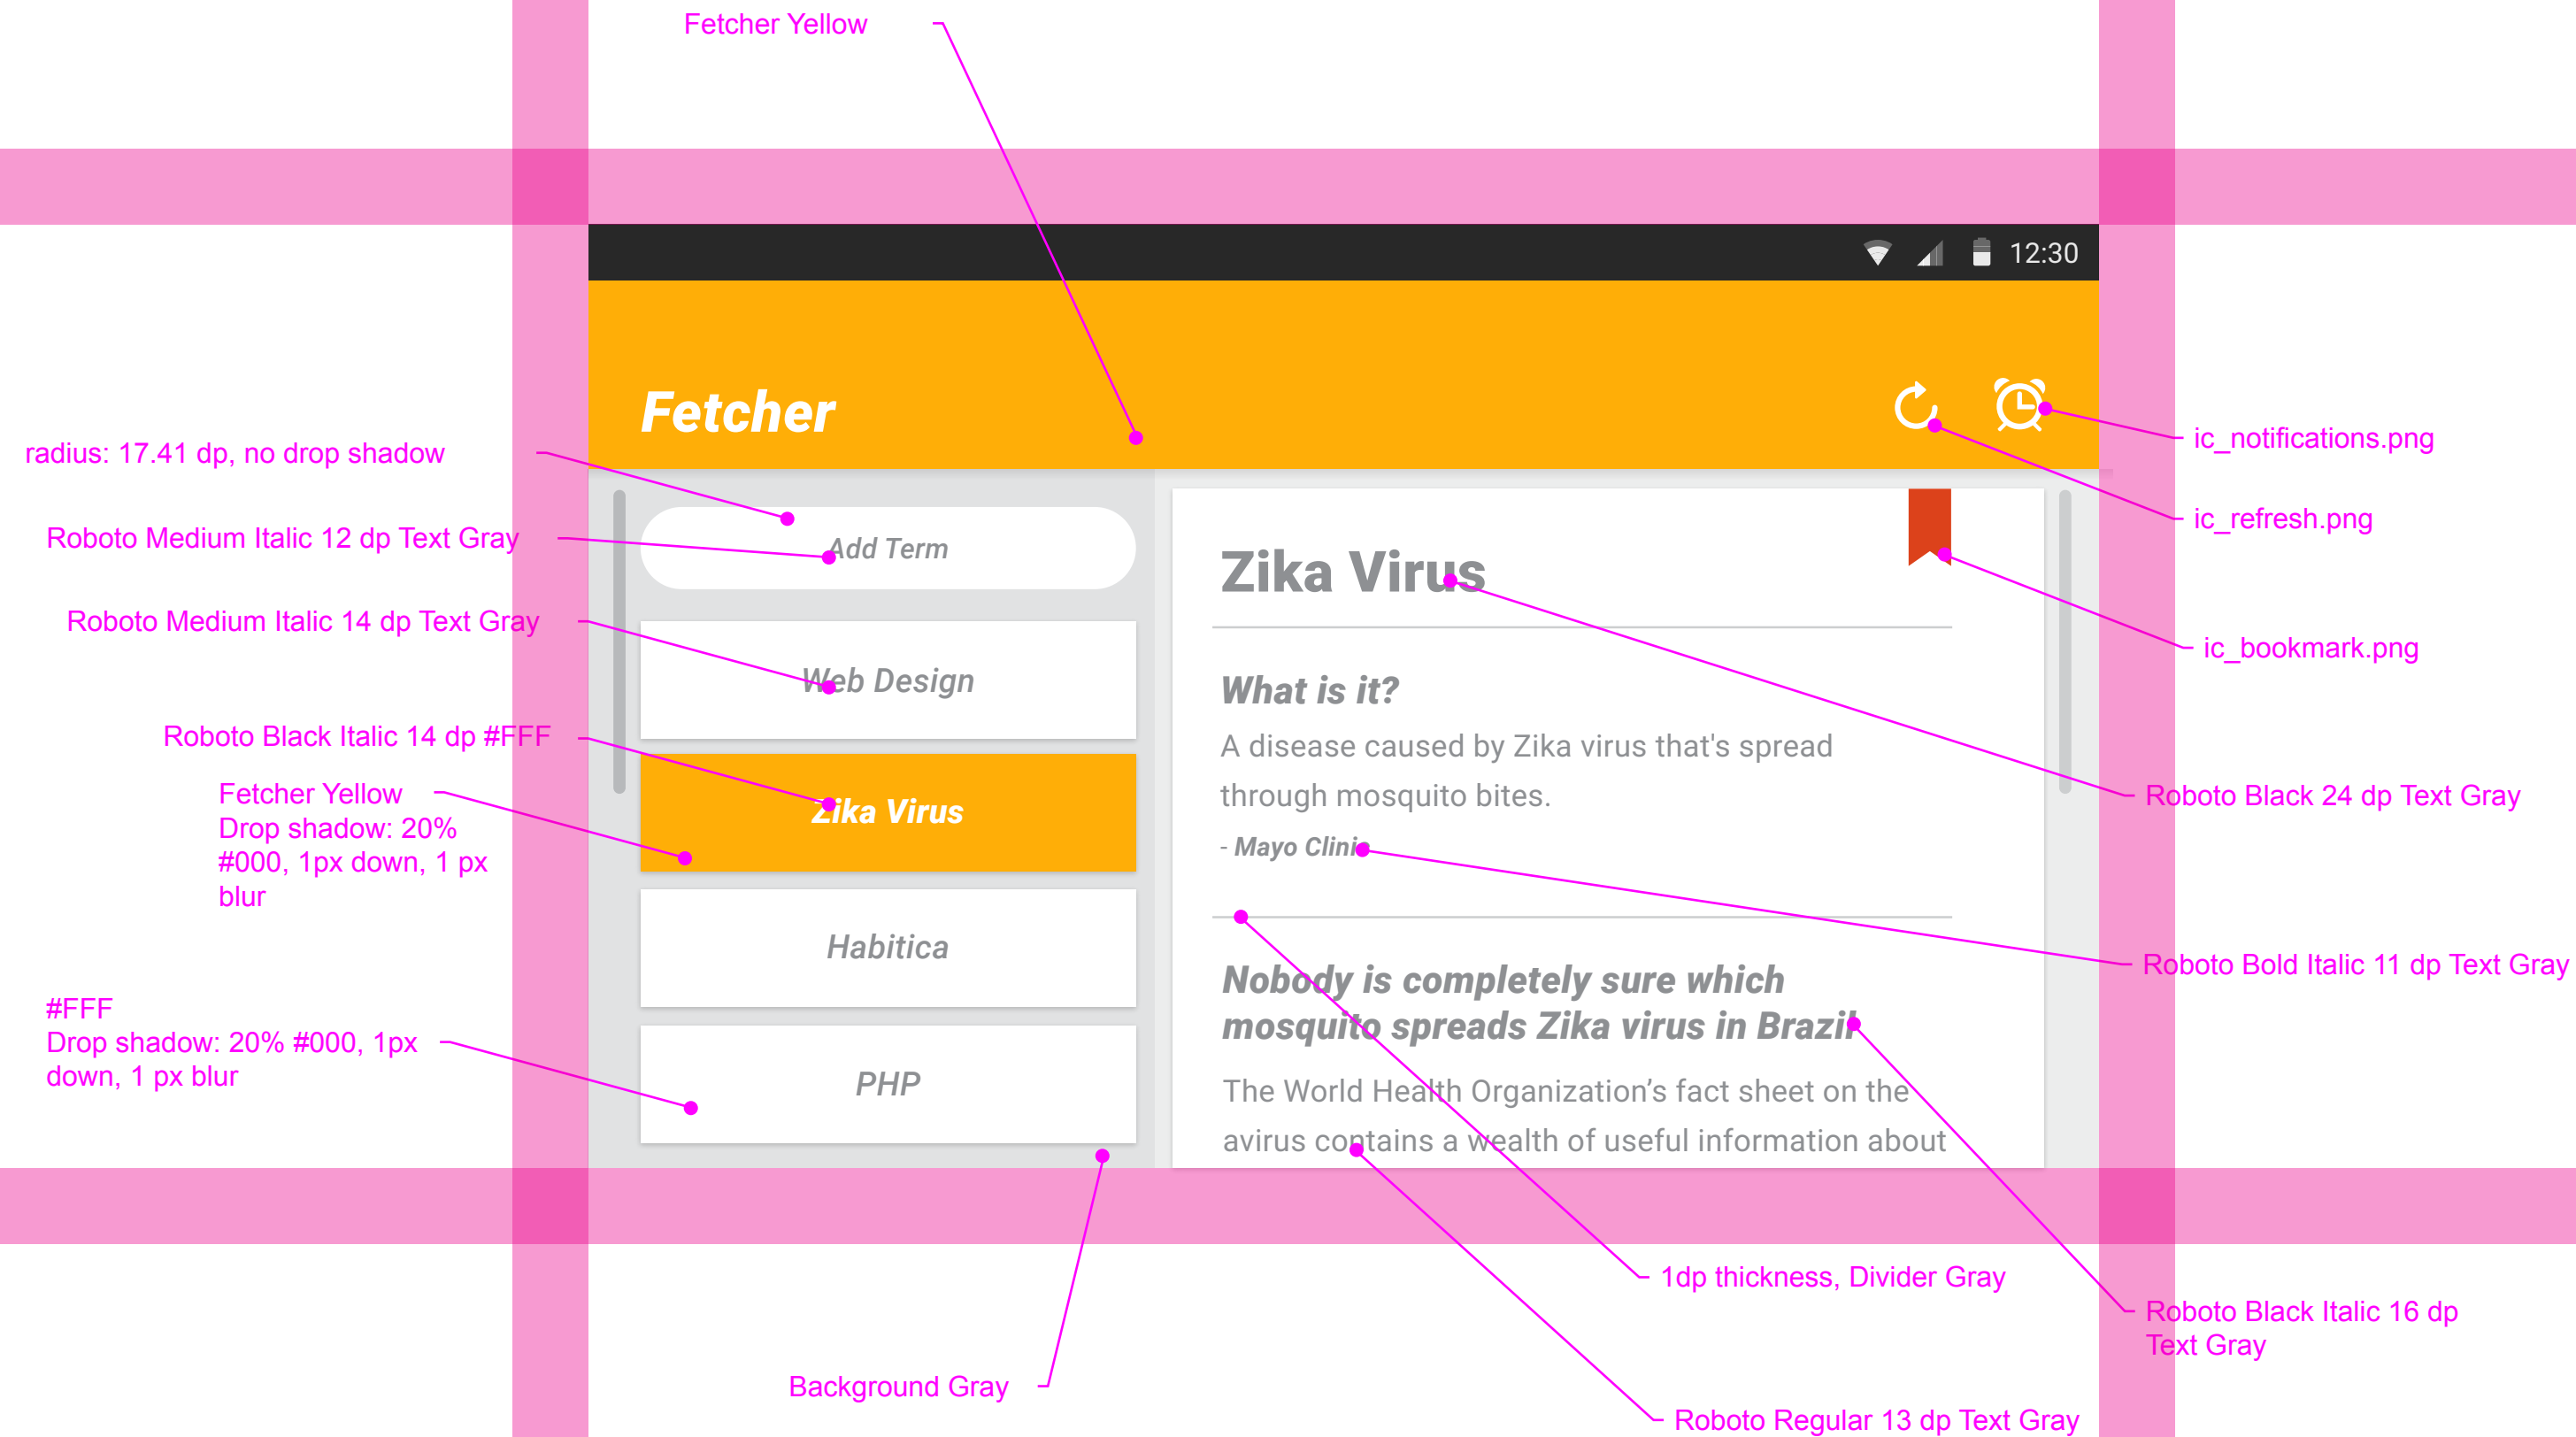 Fetcher Yellow
12:30
Fetcher
radius: 17.41 dp, no drop shadow
Roboto Medium Italic 12 dp Text Gray
Roboto Medium Italic 14 dp Text Gray
Roboto Black Italic 14 dp #FFF
Fetcher Yellow
Drop shadow: 20%
#000, 1px down, 1 px
blur
#FFF
Drop shadow: 20% #000, 1px
down, 1 px blur
Add Term
Web Design
Zika Virus
Habitica
PHP
Zika Virus
What is it?
A disease caused by Zika virus that's spread
through mosquito bites.
- Mayo Clinic
Nobody is completely sure which
mosquito spreads Zika virus in Brazil
The World Health Organization’s fact sheet on the
avirus contains a wealth of useful information about
ic_notifications.png
ic_refresh.png
ic_bookmark.png
Roboto Black 24 dp Text Gray
Roboto Bold Italic 11 dp Text Gray
1dp thickness, Divider Gray
Roboto Black Italic 16 dp
Text Gray
Background Gray
Roboto Regular 13 dp Text Gray